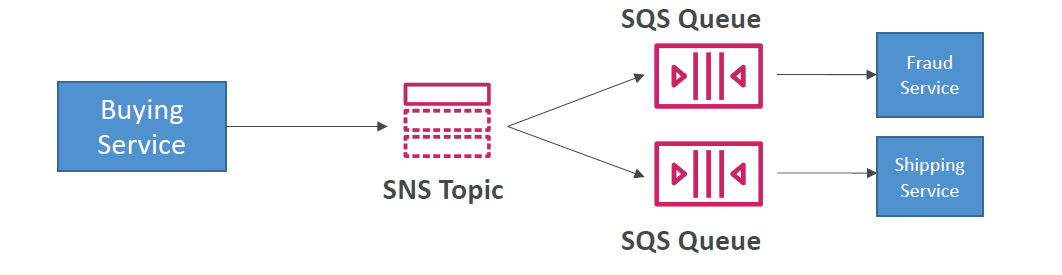 SQS Queue
Fraud
Service
Buying
Service
SNS Topic
Shipping
Service
SQS Queue